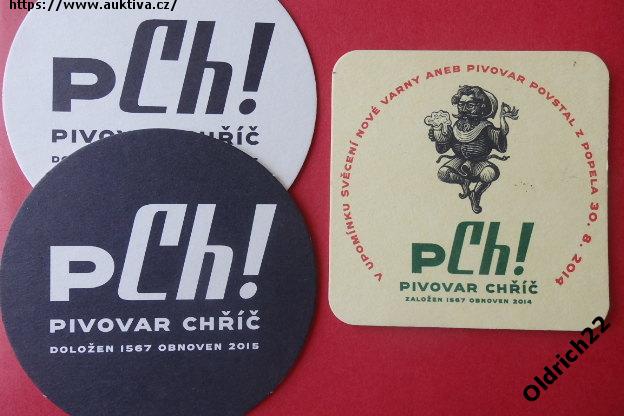 https://www.auktiva.cz/
PCh!
PIVOVAR CHŘÍČ
PCh!
PIVOVAR CHŘÍČ
DOLOŽEN 1567 OBNOVEN 2015
V UPOMÍNKU SVĚCENÍ NOVÉ VARNY ANEB PIVOVAR POVSTAL Z POPELA 30. 8. 2014
PCh!
PIVOVAR CHŘÍČ
ZALOŽEN 1567 OBNOVEN 2014
Oldrich22